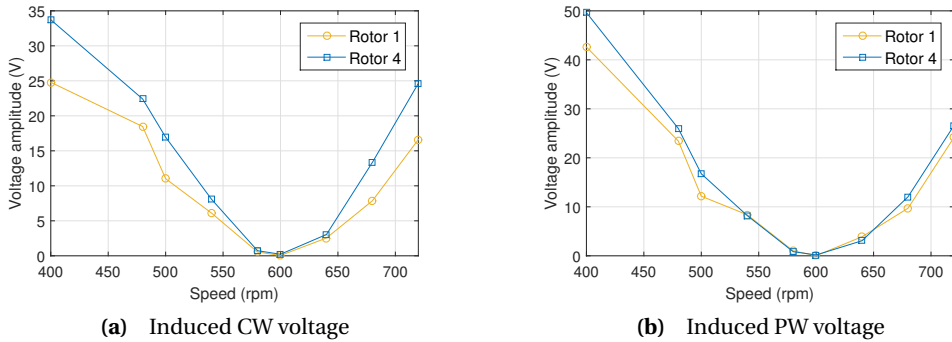 Voltage amplitude (V)
35
30
25
20
15
10
5
0
400
450
500
550
600
650
700
Speed (rpm)
Rotor 1
Rotor 4
(a) Induced CW voltage
Voltage amplitude (V)
50
40
30
20
10
0
400
450
500
550
600
650
700
Speed (rpm)
Rotor 1
Rotor 4
(b) Induced PW voltage